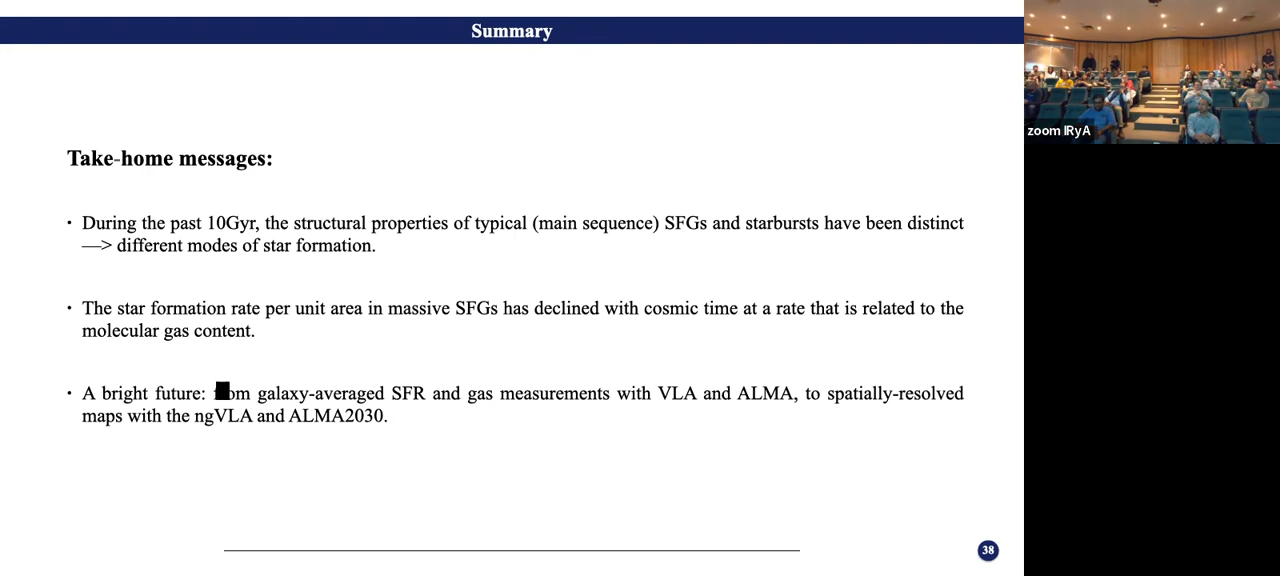 Summary
Take-home messages:
• During the past 10Gyr, the structural properties of typical (main sequence) SFGs and starbursts have been distinct
—> different modes of star formation.
• The star formation rate per unit area in massive SFGs has declined with cosmic time at a rate that is related to the
molecular gas content.
• A bright future: galaxy-averaged SFR and gas measurements with VLA and ALMA, to spatially-resolved
maps with the ngVLA and ALMA2030.
38
zoom IRyA